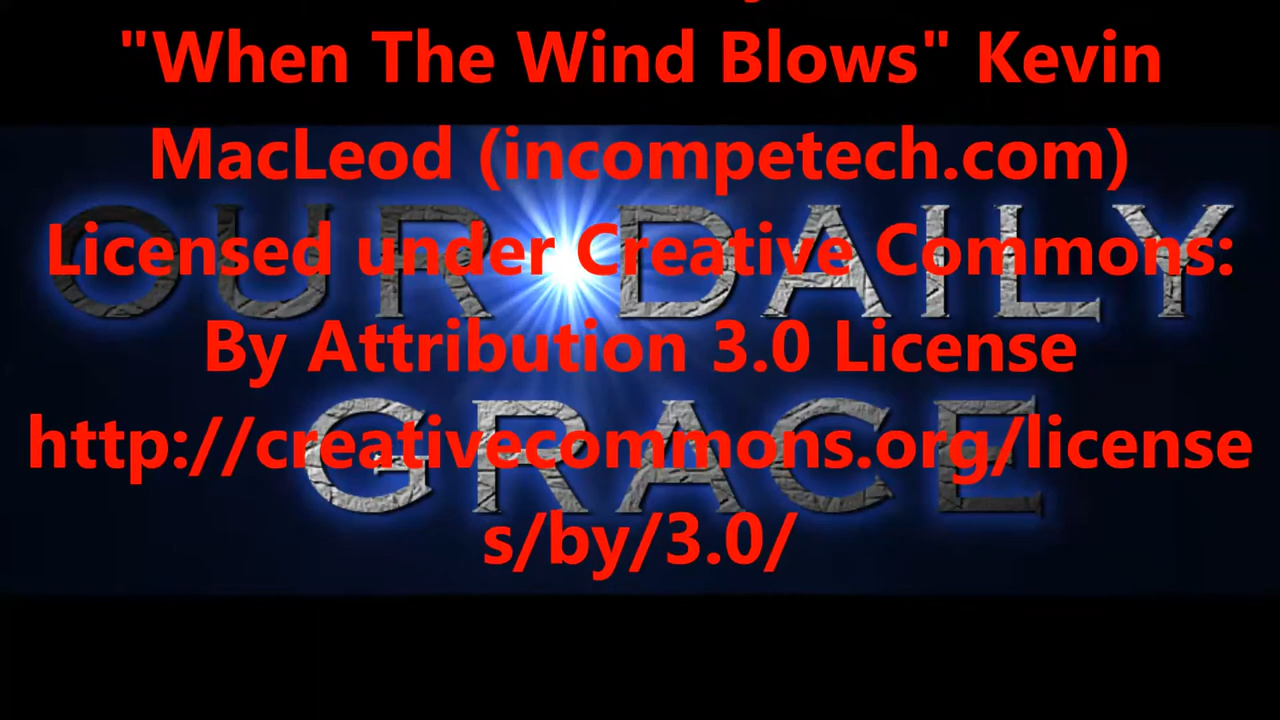 "When The Wind Blows" Kevin
MacLeod (incompetech.com)
Licensed under Creative Commons:
By Attribution 3.0 License
http://creativecommons.org/license
s/by/3.0/
OUR DAILY
GRACE